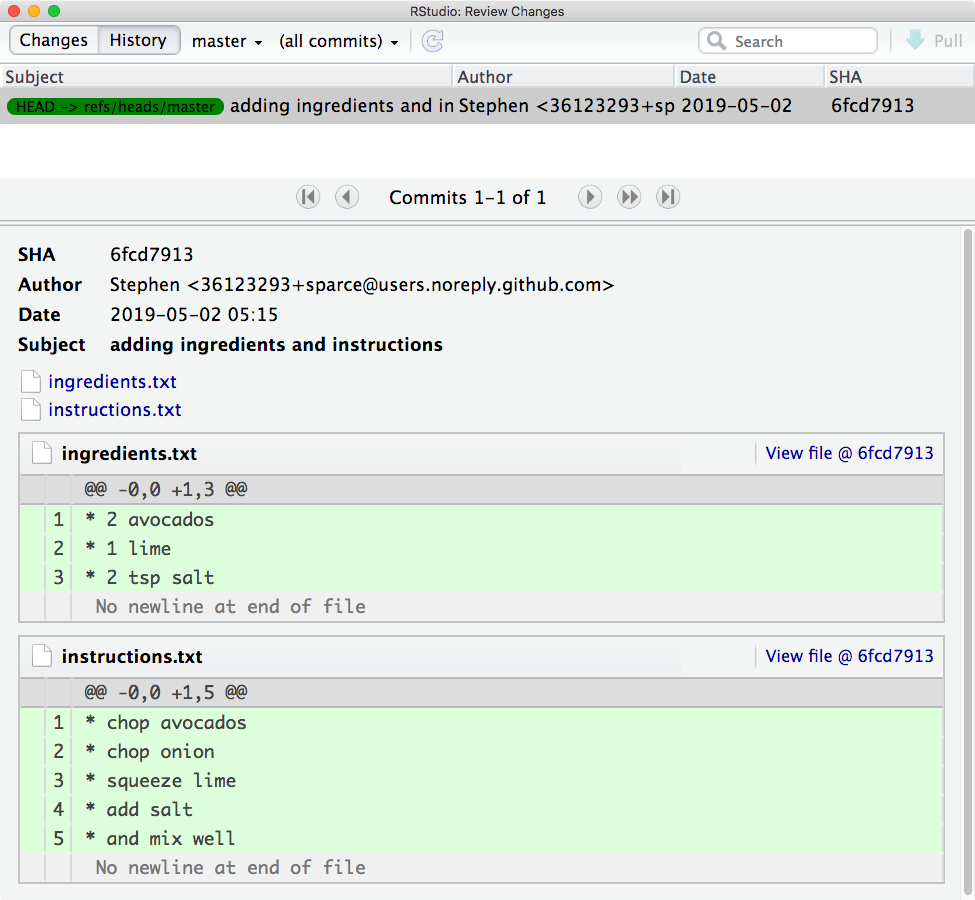 RStudio: Review Changes
Changes History master (all commits) Search Pull
Subject Author Date SHA
HEAD -> refs/heads/master adding ingredients and in Stephen <36123293+sp 2019-05-02 6fcd7913
Commits 1-1 of 1
SHA 6fcd7913
Author Stephen <36123293+sparce@users.noreply.github.com>
Date 2019-05-02 05:15
Subject adding ingredients and instructions
ingredients.txt
instructions.txt
ingredients.txt View file @ 6fcd7913
@@ -0,0 +1,3 @@
1 * 2 avocados
2 * 1 lime
3 * 2 tsp salt
No newline at end of file
instructions.txt View file @ 6fcd7913
@@ -0,0 +1,5 @@
1 * chop avocados
2 * chop onion
3 * squeeze lime
4 * add salt
5 * and mix well
No newline at end of file